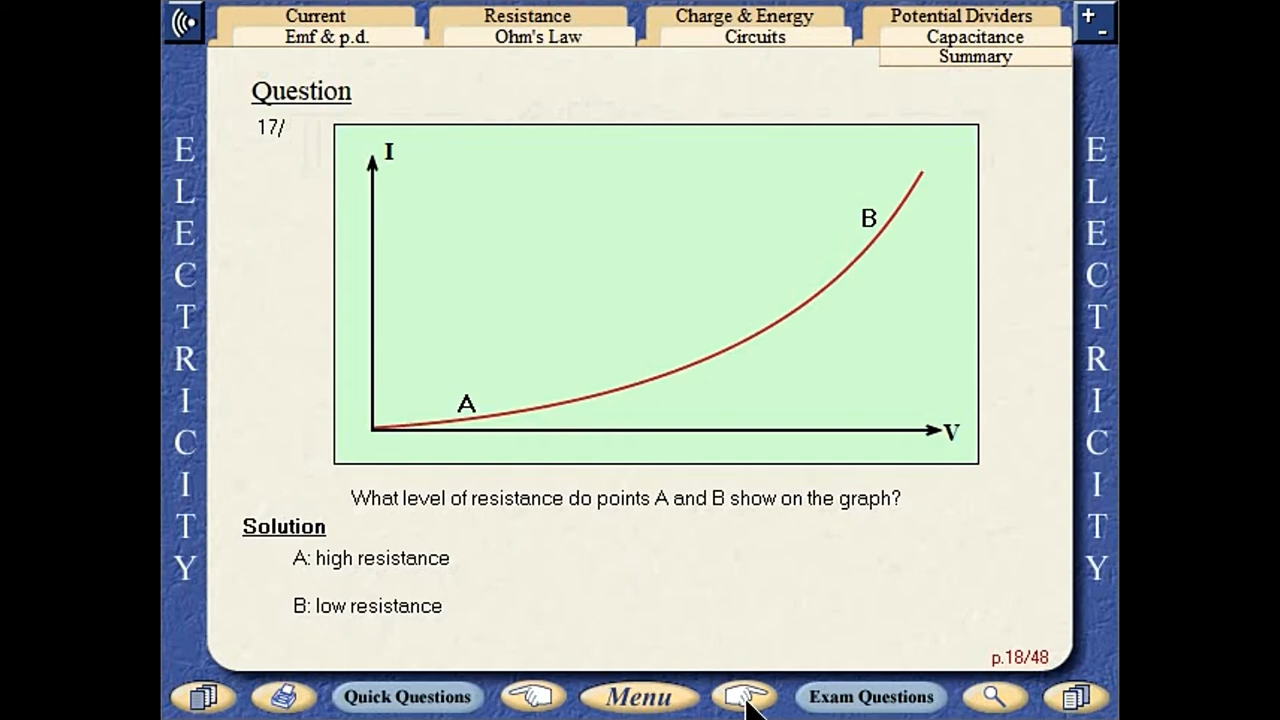 Current
Resistance
Charge & Energy
Potential Dividers
+
-
Emf & p.d.
Ohm's Law
Circuits
Capacitance
Summary
Question
17/
I
B
A
V
What level of resistance do points A and B show on the graph?
Solution
A: high resistance
B: low resistance
p.18/48
ELECTRICITY
ELECTRICITY
Quick Questions
Menu
Exam Questions